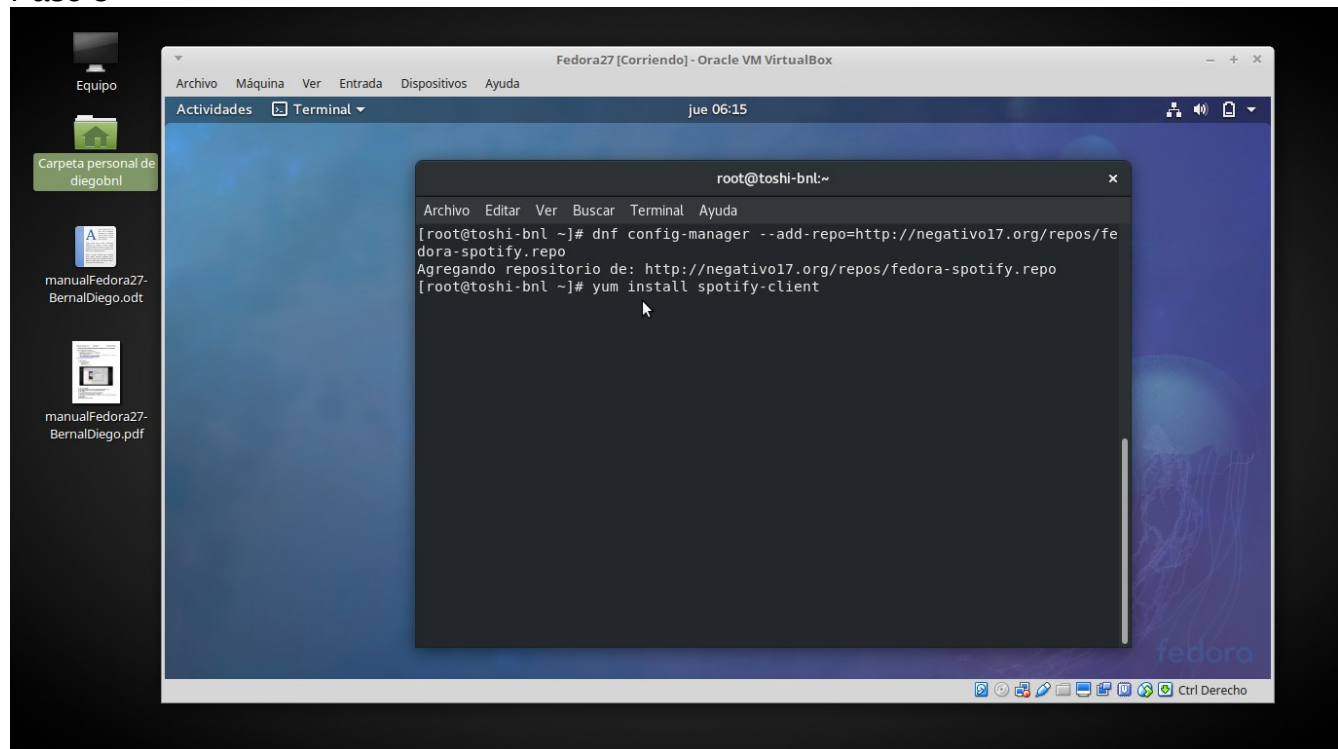 Equipo
Carpeta personal de
diegobnl
manualFedora27-
BernalDiego.odt
manualFedora27-
BernalDiego.pdf
Fedora27 [Corriendo] - Oracle VM VirtualBox
Archivo Máquina Ver Entrada Dispositivos Ayuda
Actividades Terminal jue 06:15
root@toshi-bnl:~
Archivo Editar Ver Buscar Terminal Ayuda
[root@toshi-bnl ~]# dnf config-manager --add-repo=http://negativo17.org/repos/fe
dora-spotify.repo
Agregando repositorio de: http://negativo17.org/repos/fedora-spotify.repo
[root@toshi-bnl ~]# yum install spotify-client
fedora
Ctrl Derecho